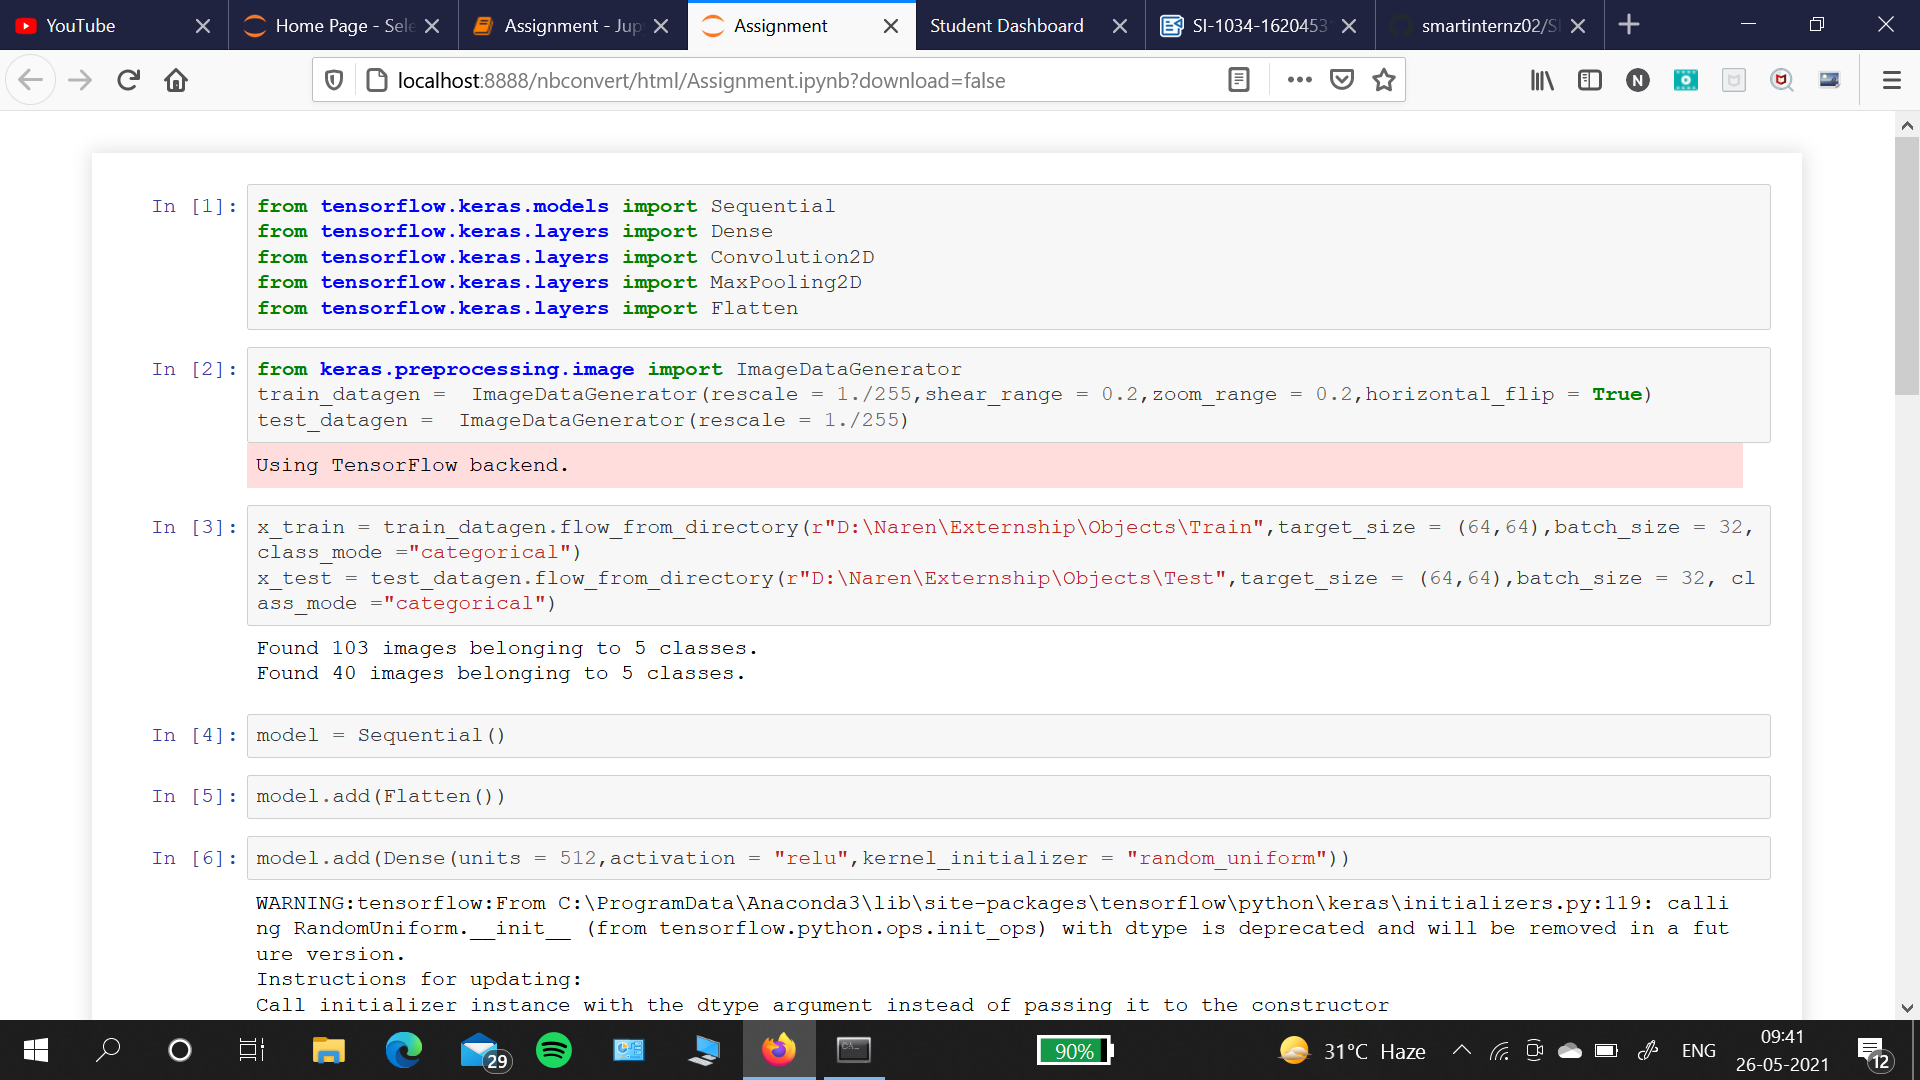 YouTube
Home Page - Sele
Assignment - Jup
Assignment
Student Dashboard
SI-1034-1620453
smartinternz02/SI
localhost:8888/nbconvert/html/Assignment.ipynb?download=false
N
In [1]:
from tensorflow.keras.models import Sequential
from tensorflow.keras.layers import Dense
from tensorflow.keras.layers import Convolution2D
from tensorflow.keras.layers import MaxPooling2D
from tensorflow.keras.layers import Flatten
In [2]:
from keras.preprocessing.image import ImageDataGenerator
train_datagen =  ImageDataGenerator(rescale = 1./255,shear_range = 0.2,zoom_range = 0.2,horizontal_flip = True)
test_datagen =  ImageDataGenerator(rescale = 1./255)
Using TensorFlow backend.
In [3]:
x_train = train_datagen.flow_from_directory(r"D:\Naren\Externship\Objects\Train",target_size = (64,64),batch_size = 32,
class_mode ="categorical")
x_test = test_datagen.flow_from_directory(r"D:\Naren\Externship\Objects\Test",target_size = (64,64),batch_size = 32, cl
ass_mode ="categorical")
Found 103 images belonging to 5 classes.
Found 40 images belonging to 5 classes.
In [4]:
model = Sequential()
In [5]:
model.add(Flatten())
In [6]:
model.add(Dense(units = 512,activation = "relu",kernel_initializer = "random_uniform"))
WARNING:tensorflow:From C:\ProgramData\Anaconda3\lib\site-packages\tensorflow\python\keras\initializers.py:119: calli
ng RandomUniform.__init__ (from tensorflow.python.ops.init_ops) with dtype is deprecated and will be removed in a fut
ure version.
Instructions for updating:
Call initializer instance with the dtype argument instead of passing it to the constructor
29
90%
31°C Haze
ENG
09:41
26-05-2021
12